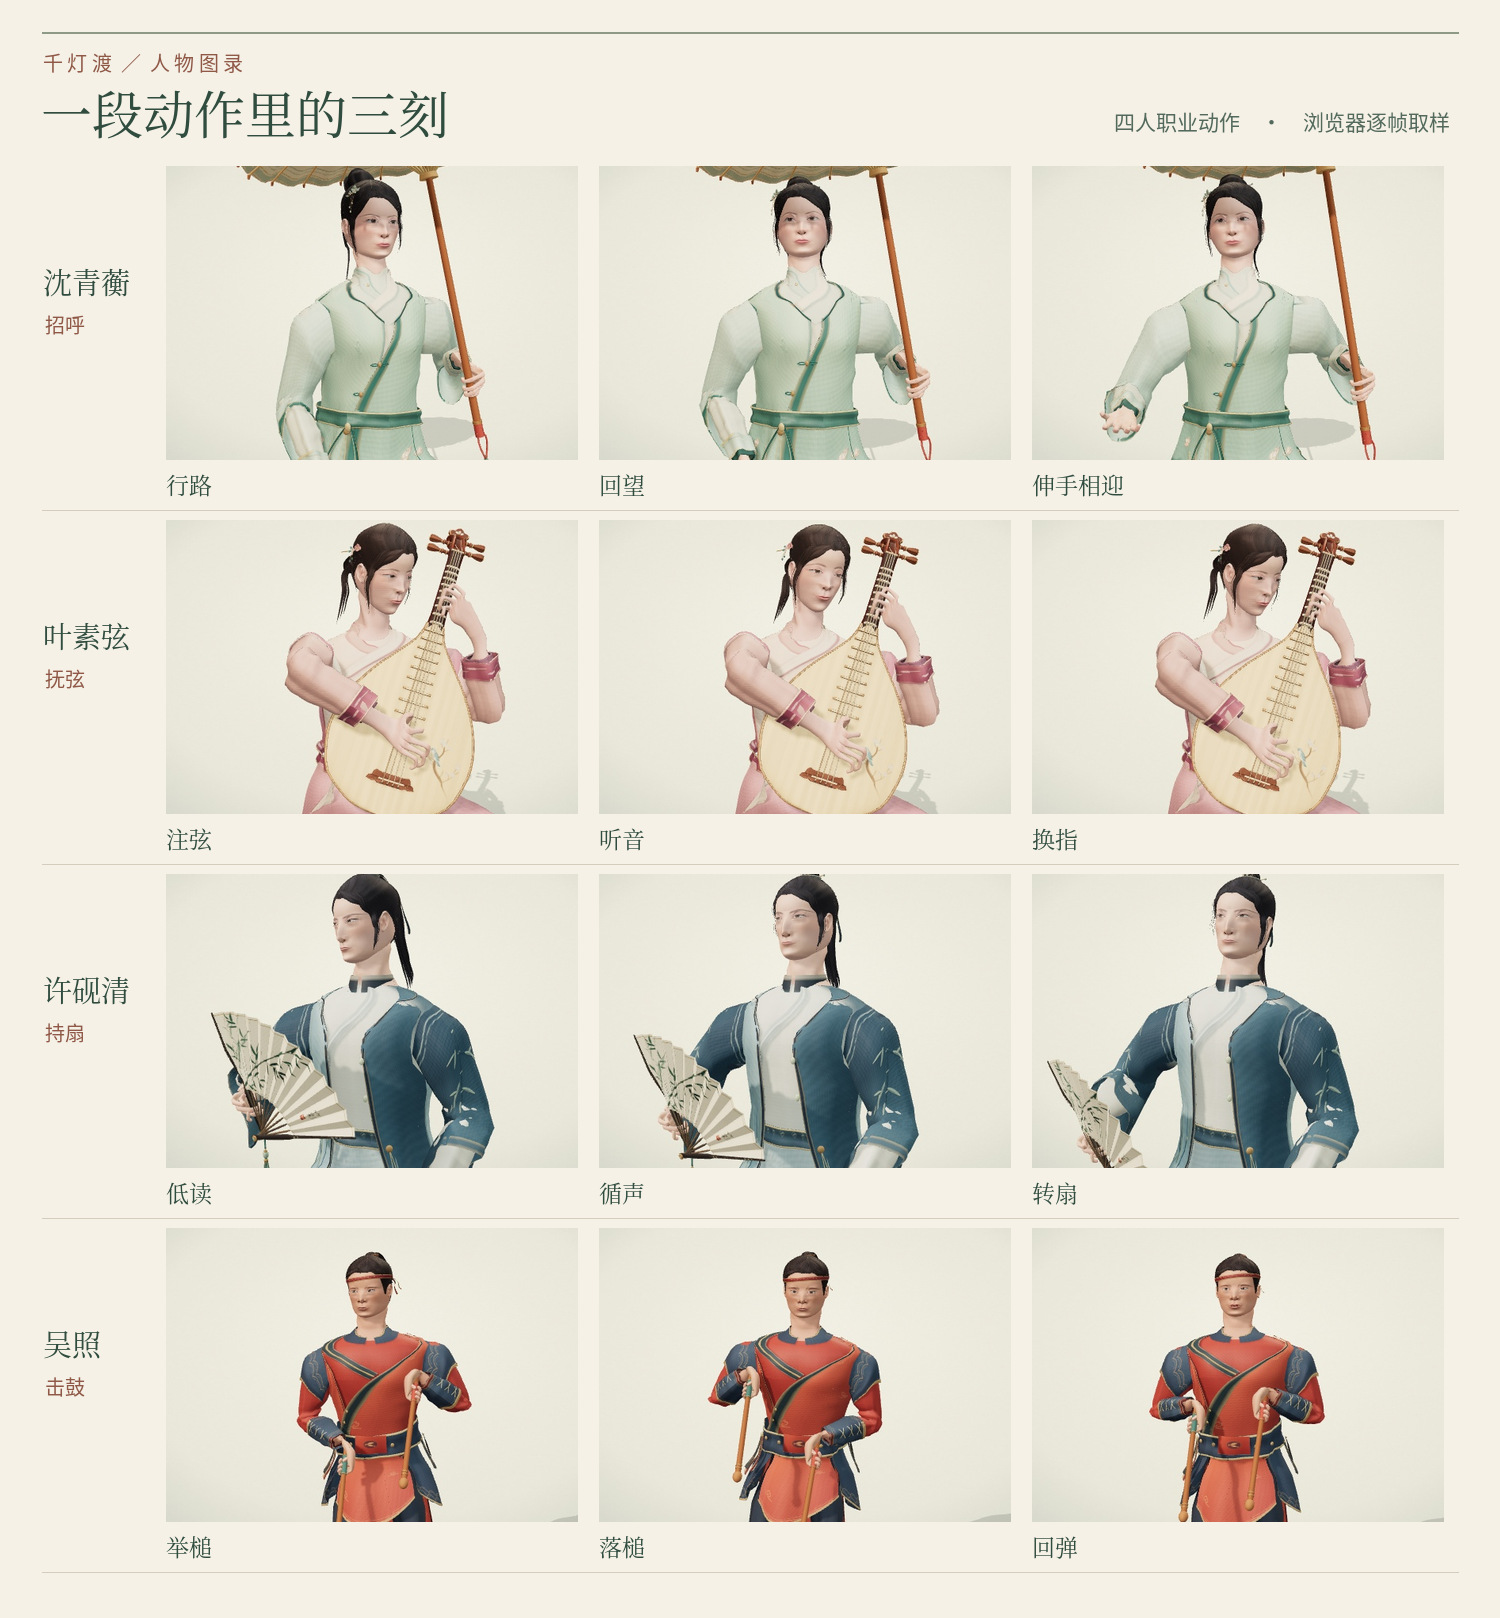 千灯渡 / 人物图录
一段动作里的三刻
四人职业动作 · 浏览器逐帧取样
沈青蘅
招呼
行路
回望
伸手相迎
叶素弦
抚弦
注弦
听音
换指
许砚清
持扇
低读
循声
转扇
吴照
击鼓
举槌
落槌
回弹